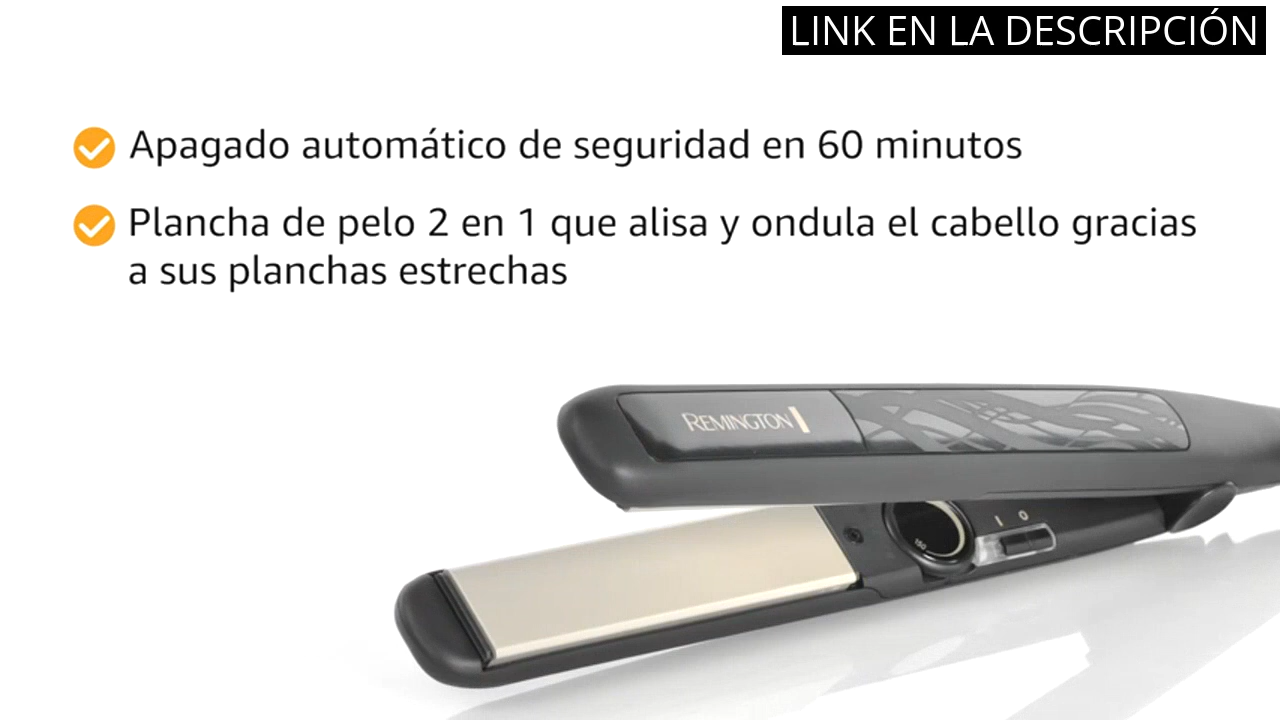 LINK EN LA DESCRIPCIÓN
Apagado automático de seguridad en 60 minutos
Plancha de pelo 2 en 1 que alisa y ondula el cabello gracias
a sus planchas estrechas
REMINGTON
I O
150